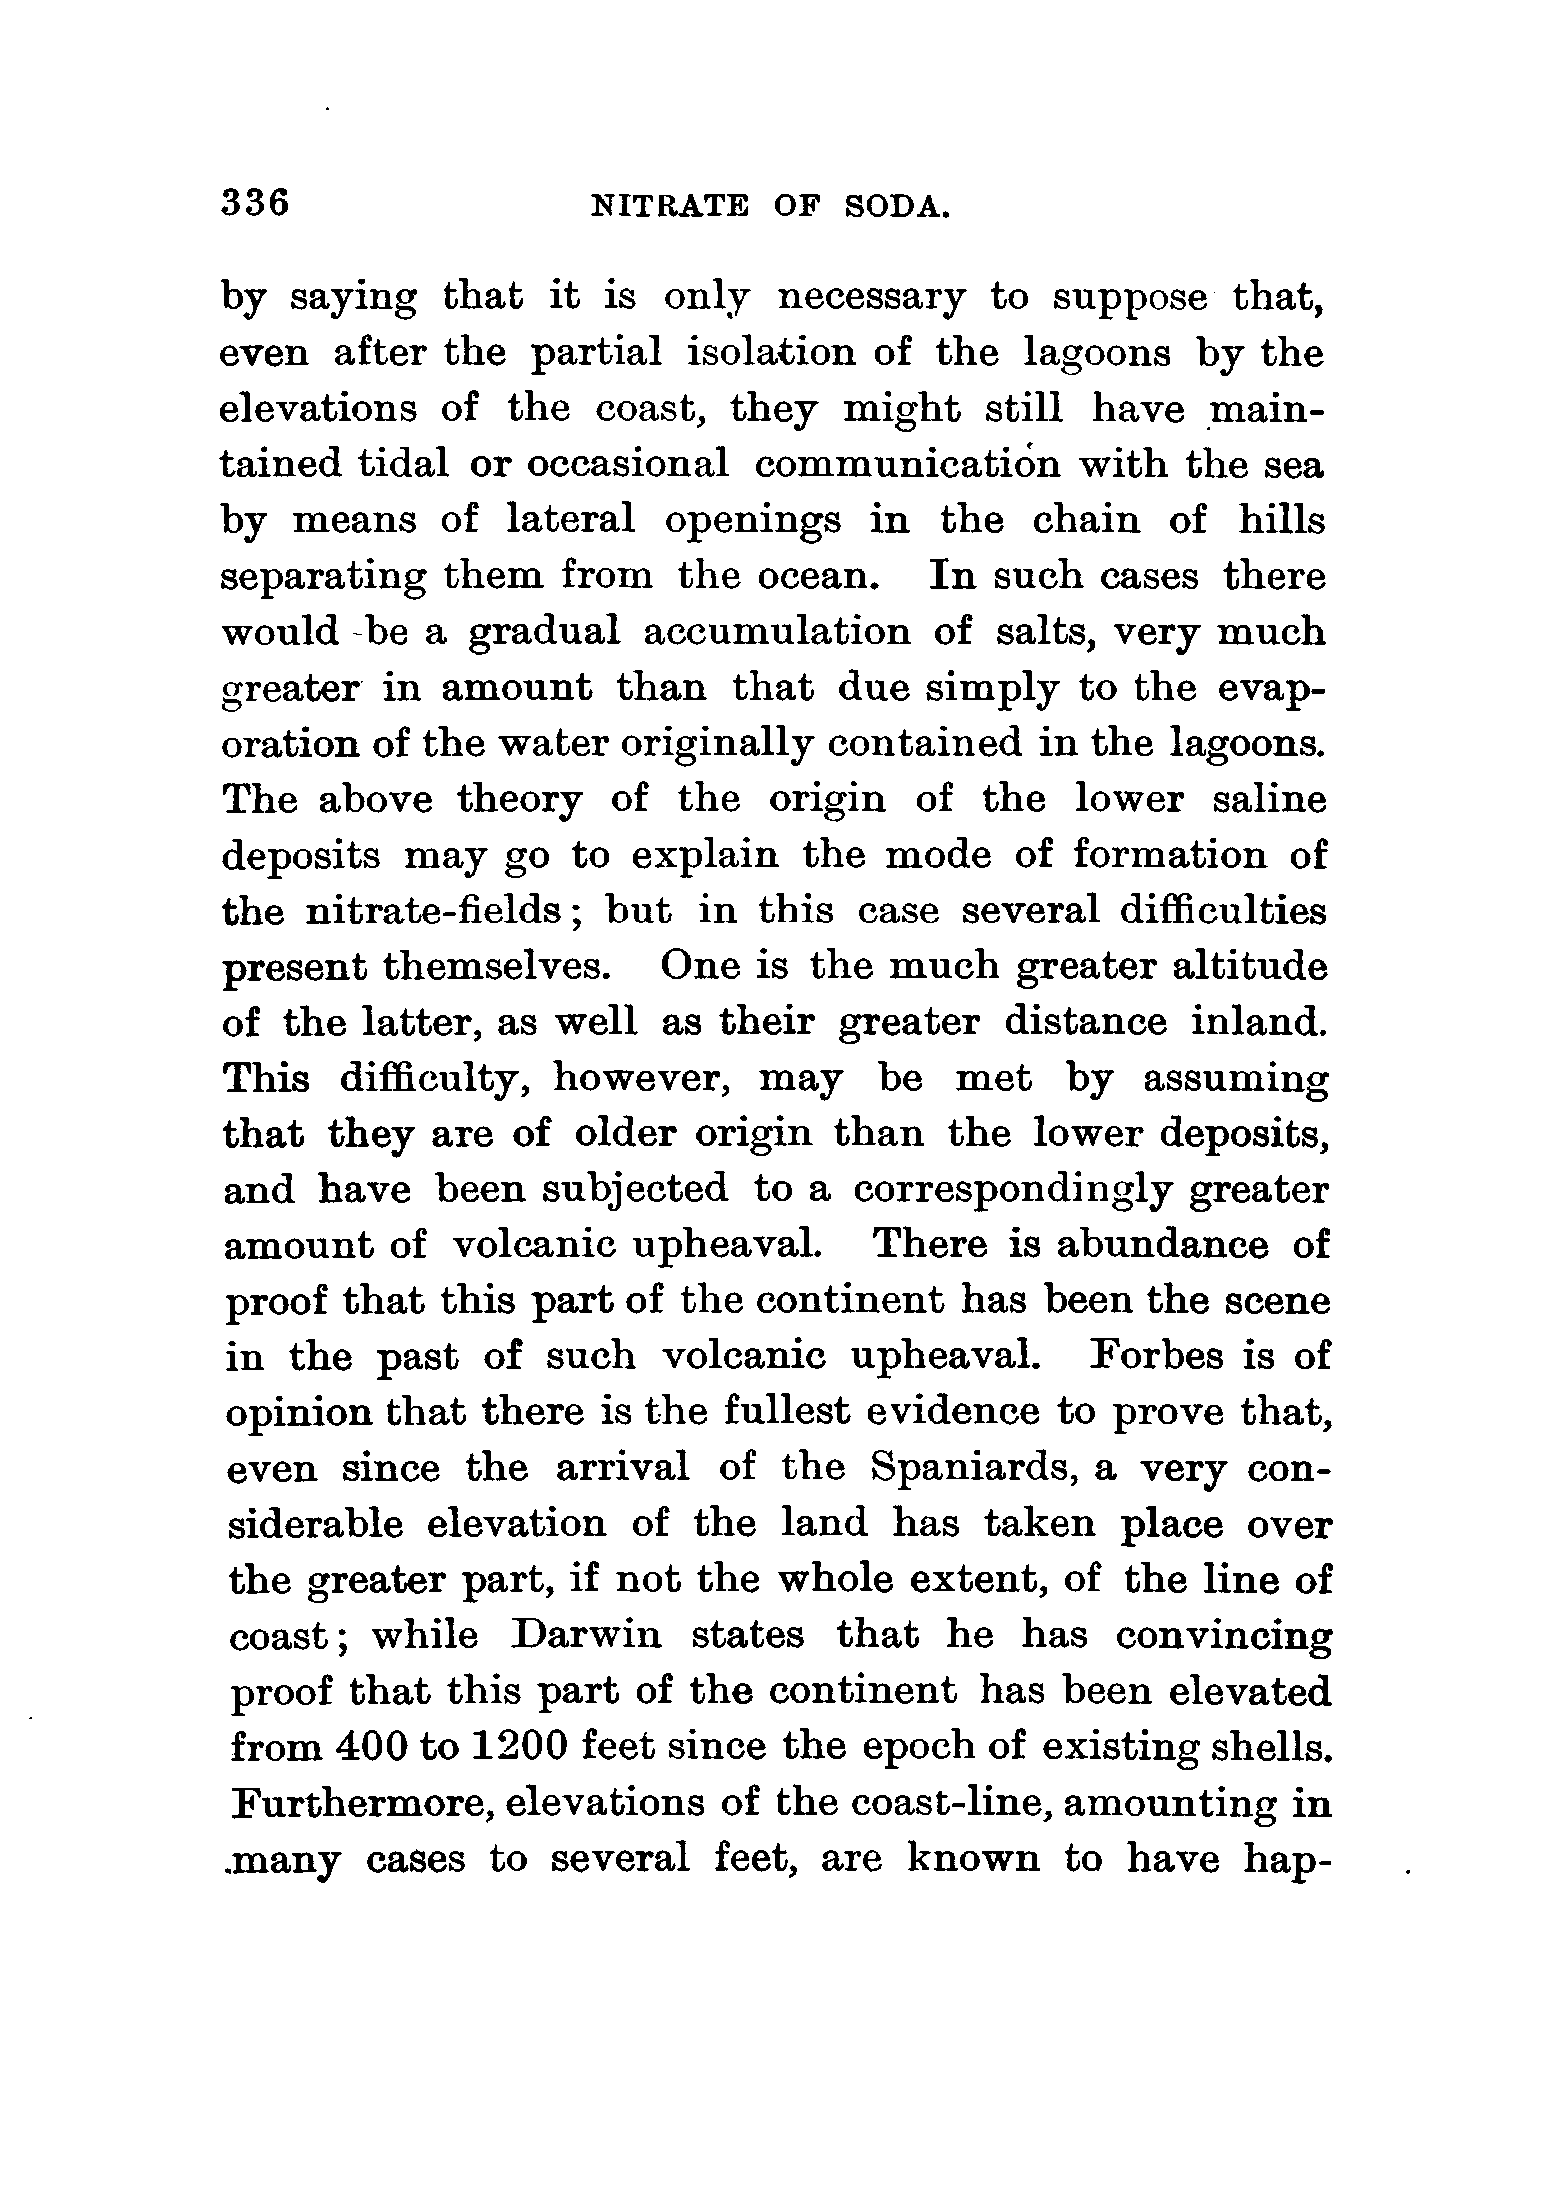 336 NITRATE OF SODA.
by saying that it is only necessary to suppose that,
even after the partial isolation of the lagoons by the
elevations of the coast, they might still have main-
tained tidal or occasional communication with the sea
by means of lateral openings in the chain of hills
separating them from the ocean. In such cases there
would be a gradual accumulation of salts, very much
greater in amount than that due simply to the evap-
oration of the water originally contained in the lagoons.
The above theory of the origin of the lower saline
deposits may go to explain the mode of formation of
the nitrate-fields; but in this case several difficulties
present themselves. One is the much greater altitude
of the latter, as well as their greater distance inland.
This difficulty, however, may be met by assuming
that they are of older origin than the lower deposits,
and have been subjected to a correspondingly greater
amount of volcanic upheaval. There is abundance of
proof that this part of the continent has been the scene
in the past of such volcanic upheaval. Forbes is of
opinion that there is the fullest evidence to prove that,
even since the arrival of the Spaniards, a very con-
siderable elevation of the land has taken place over
the greater part, if not the whole extent, of the line of
coast; while Darwin states that he has convincing
proof that this part of the continent has been elevated
from 400 to 1200 feet since the epoch of existing shells.
Furthermore, elevations of the coast-line, amounting in
many cases to several feet, are known to have hap-